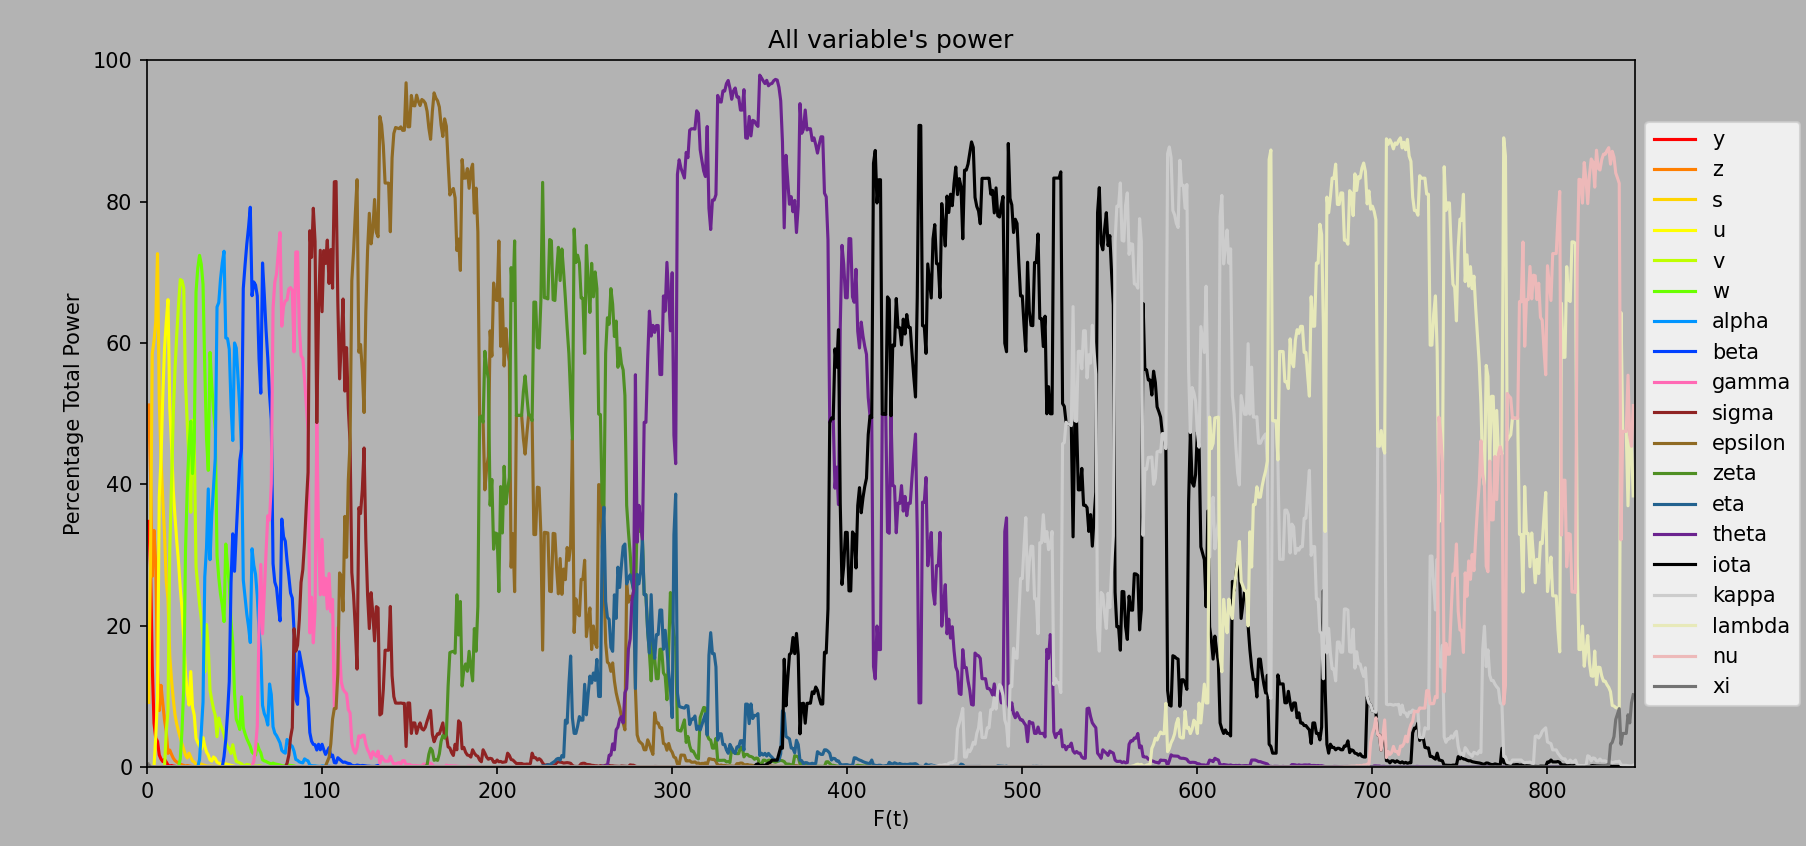 All variable's power
100
80
60
40
20
0
Percentage Total Power
0 100 200 300 400 500 600 700 800
F(t)
y
z
s
u
v
w
alpha
beta
gamma
sigma
epsilon
zeta
eta
theta
iota
kappa
lambda
nu
xi